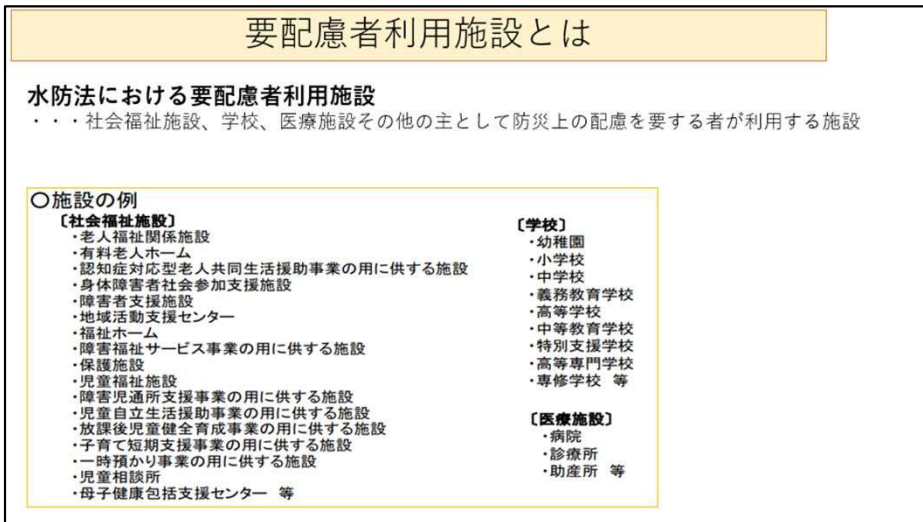 要配慮者利用施設とは
水防法における要配慮者利用施設
・・・社会福祉施設、学校、医療施設その他の主として防災上の配慮を要する者が利用する施設
〇施設の例
〔社会福祉施設〕
・老人福祉関係施設
・有料老人ホーム
・認知症対応型老人共同生活援助事業の用に供する施設
・身体障害者社会参加支援施設
・障害者支援施設
・地域活動支援センター
・福祉ホーム
・障害福祉サービス事業の用に供する施設
・保護施設
・児童福祉施設
・障害児通所支援事業の用に供する施設
・児童自立生活援助事業の用に供する施設
・放課後児童健全育成事業の用に供する施設
・子育て短期支援事業の用に供する施設
・一時預かり事業の用に供する施設
・児童相談所
・母子健康包括支援センター 等
〔学校〕
・幼稚園
・小学校
・中学校
・義務教育学校
・高等学校
・中等教育学校
・特別支援学校
・高等専門学校
・専修学校 等
〔医療施設〕
・病院
・診療所
・助産所 等